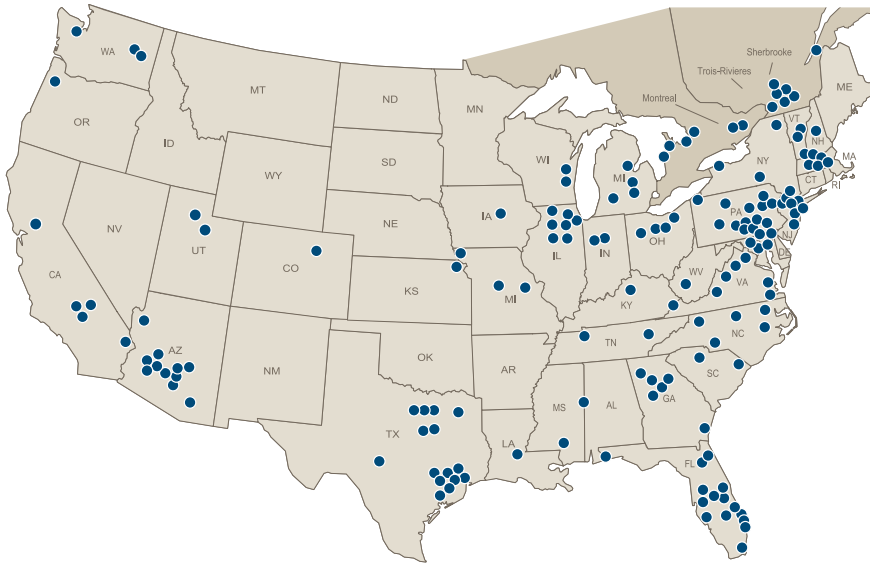 Sherbrooke
WA
Trois-Rivieres
ME
MT
ND
MN
Montreal
VT
OR
NH
ID
WI
MA
SD
NY
MI
WY
CT
RI
IA
NE
PA
NV
NJ
OH
UT
IL
IN
DE
CO
CA
WV
VA
KS
MI
KY
NC
AZ
TN
OK
NM
AR
SC
MS
AL
GA
TX
LA
FL